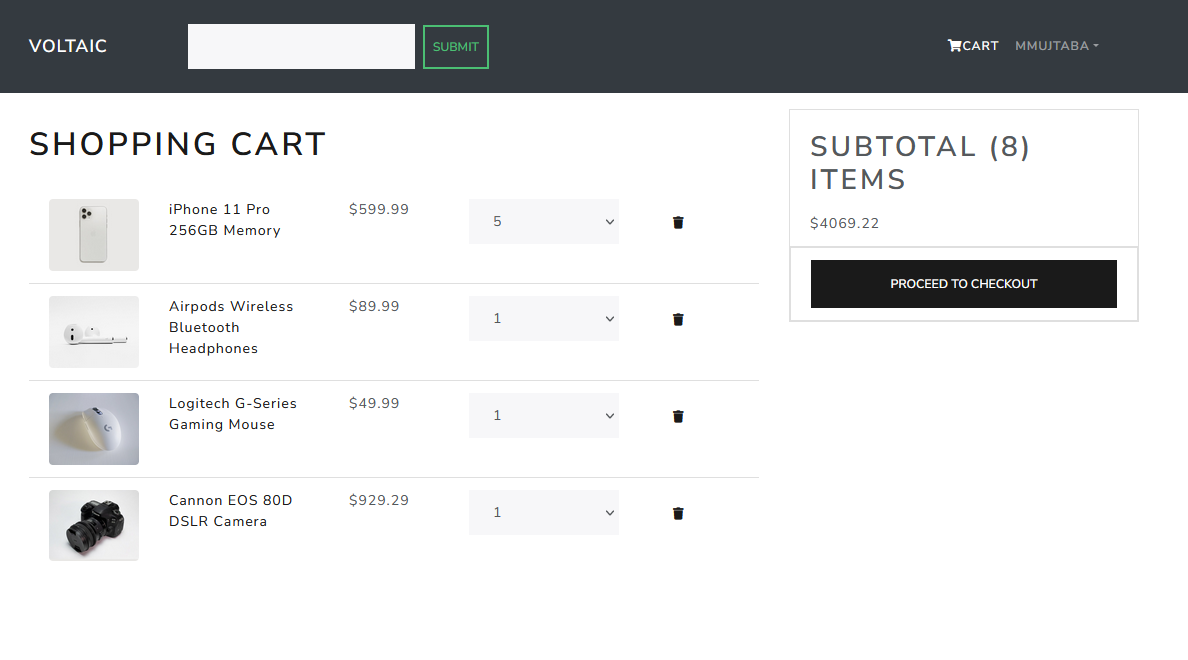 VOLTAIC
SUBMIT
CART
MMUJTABA
SHOPPING CART
iPhone 11 Pro
256GB Memory
$599.99
5
Airpods Wireless
Bluetooth
Headphones
$89.99
1
Logitech G-Series
Gaming Mouse
$49.99
1
Cannon EOS 80D
DSLR Camera
$929.29
1
SUBTOTAL (8)
ITEMS
$4069.22
PROCEED TO CHECKOUT